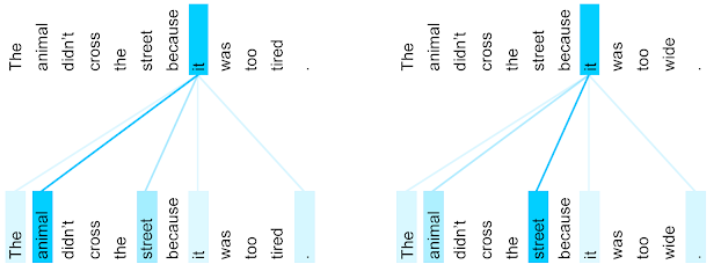 The animal didn't cross the street because it was too tired .
The animal didn't cross the street because it was too wide .
The animal didn't cross the street because it was too tired .
The animal didn't cross the street because it was too wide .